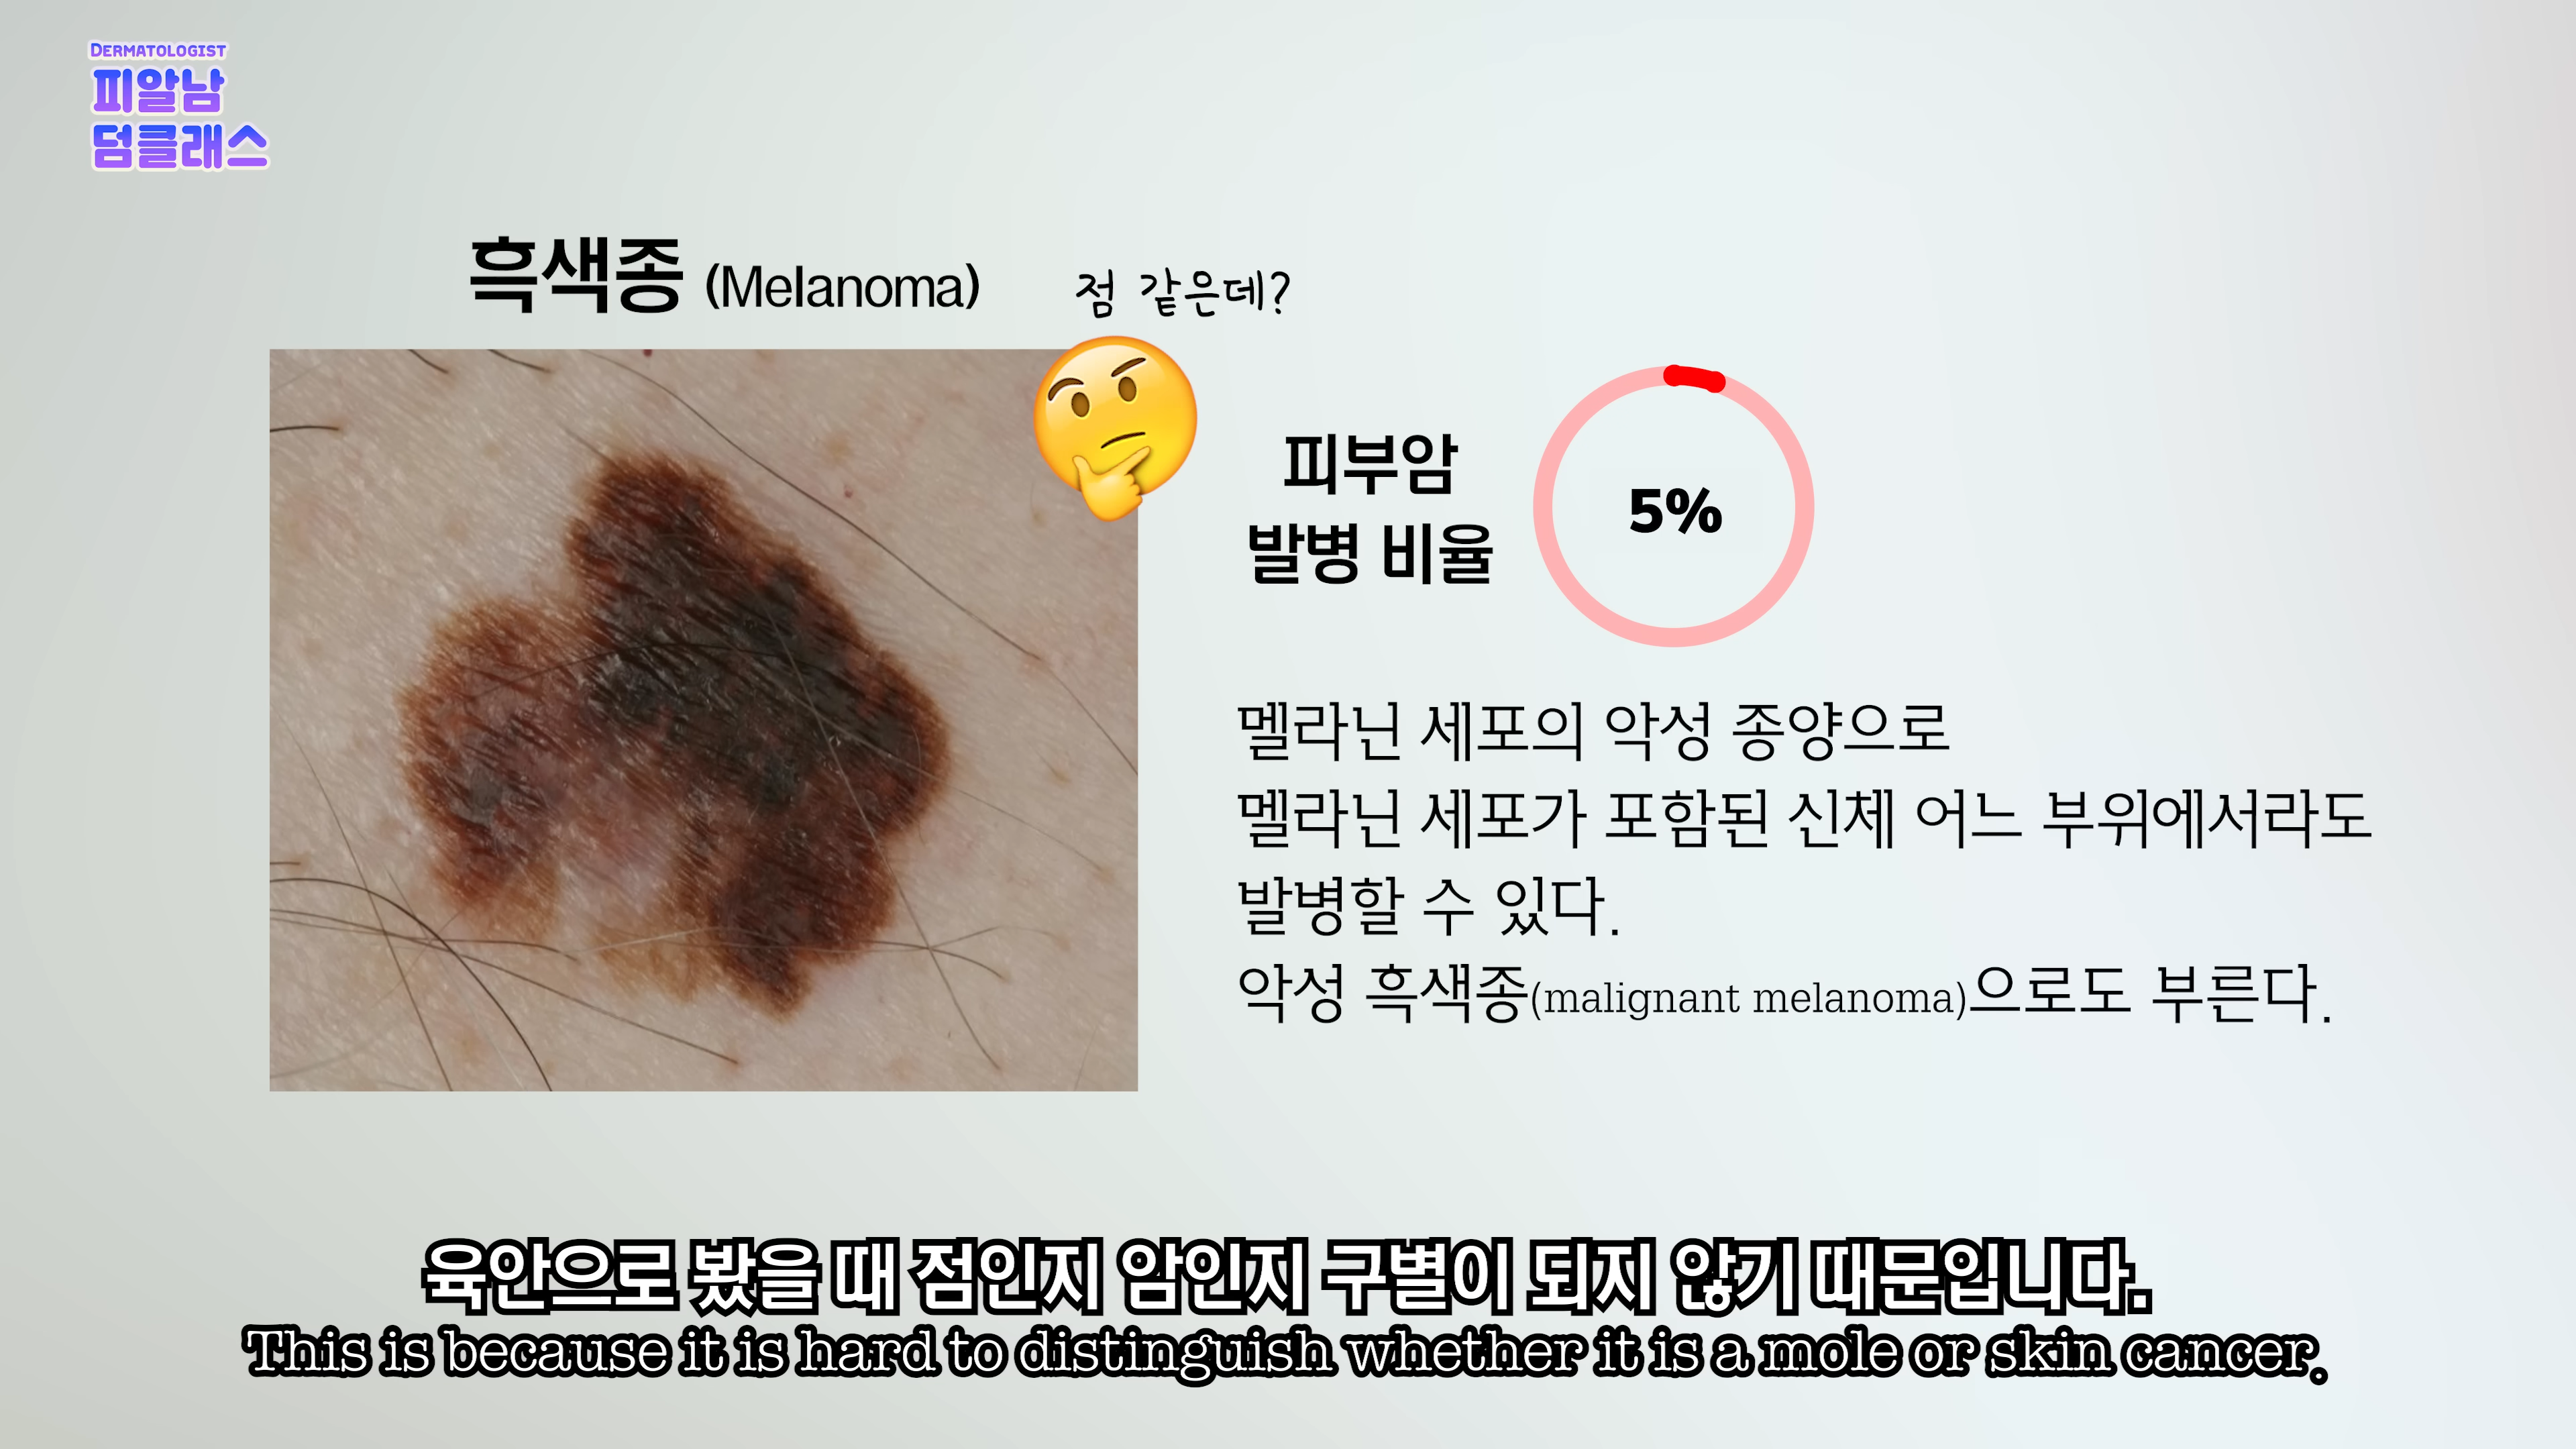 DERMATOLOGIST
피알남
덤클래스
흑색종 (Melanoma)
점 같은데?
피부암
발병 비율
5%
멜라닌 세포의 악성 종양으로
멜라닌 세포가 포함된 신체 어느 부위에서라도
발병할 수 있다.
악성 흑색종(malignant melanoma)으로도 부른다.
육안으로 봤을 때 점인지 암인지 구별이 되지 않기 때문입니다.
This is because it is hard to distinguish whether it is a mole or skin cancer.